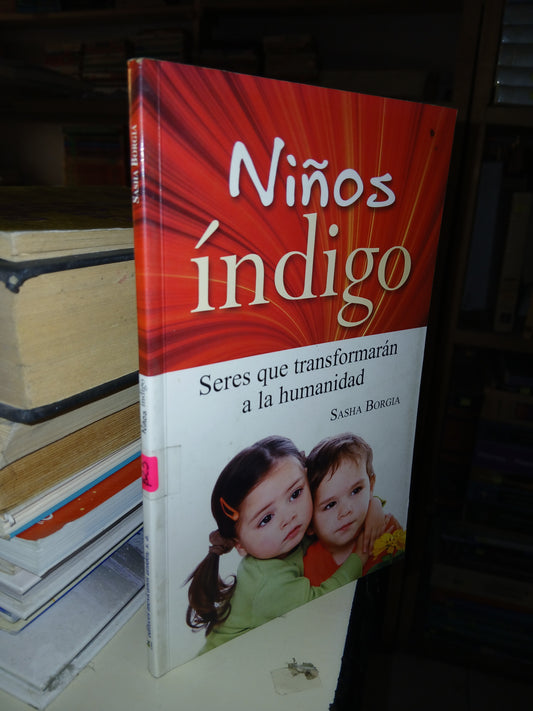 Niños
índigo
Seres que transformarán
a la humanidad
SASHA BORGIA
SASHA BORGIA
Niños índigo